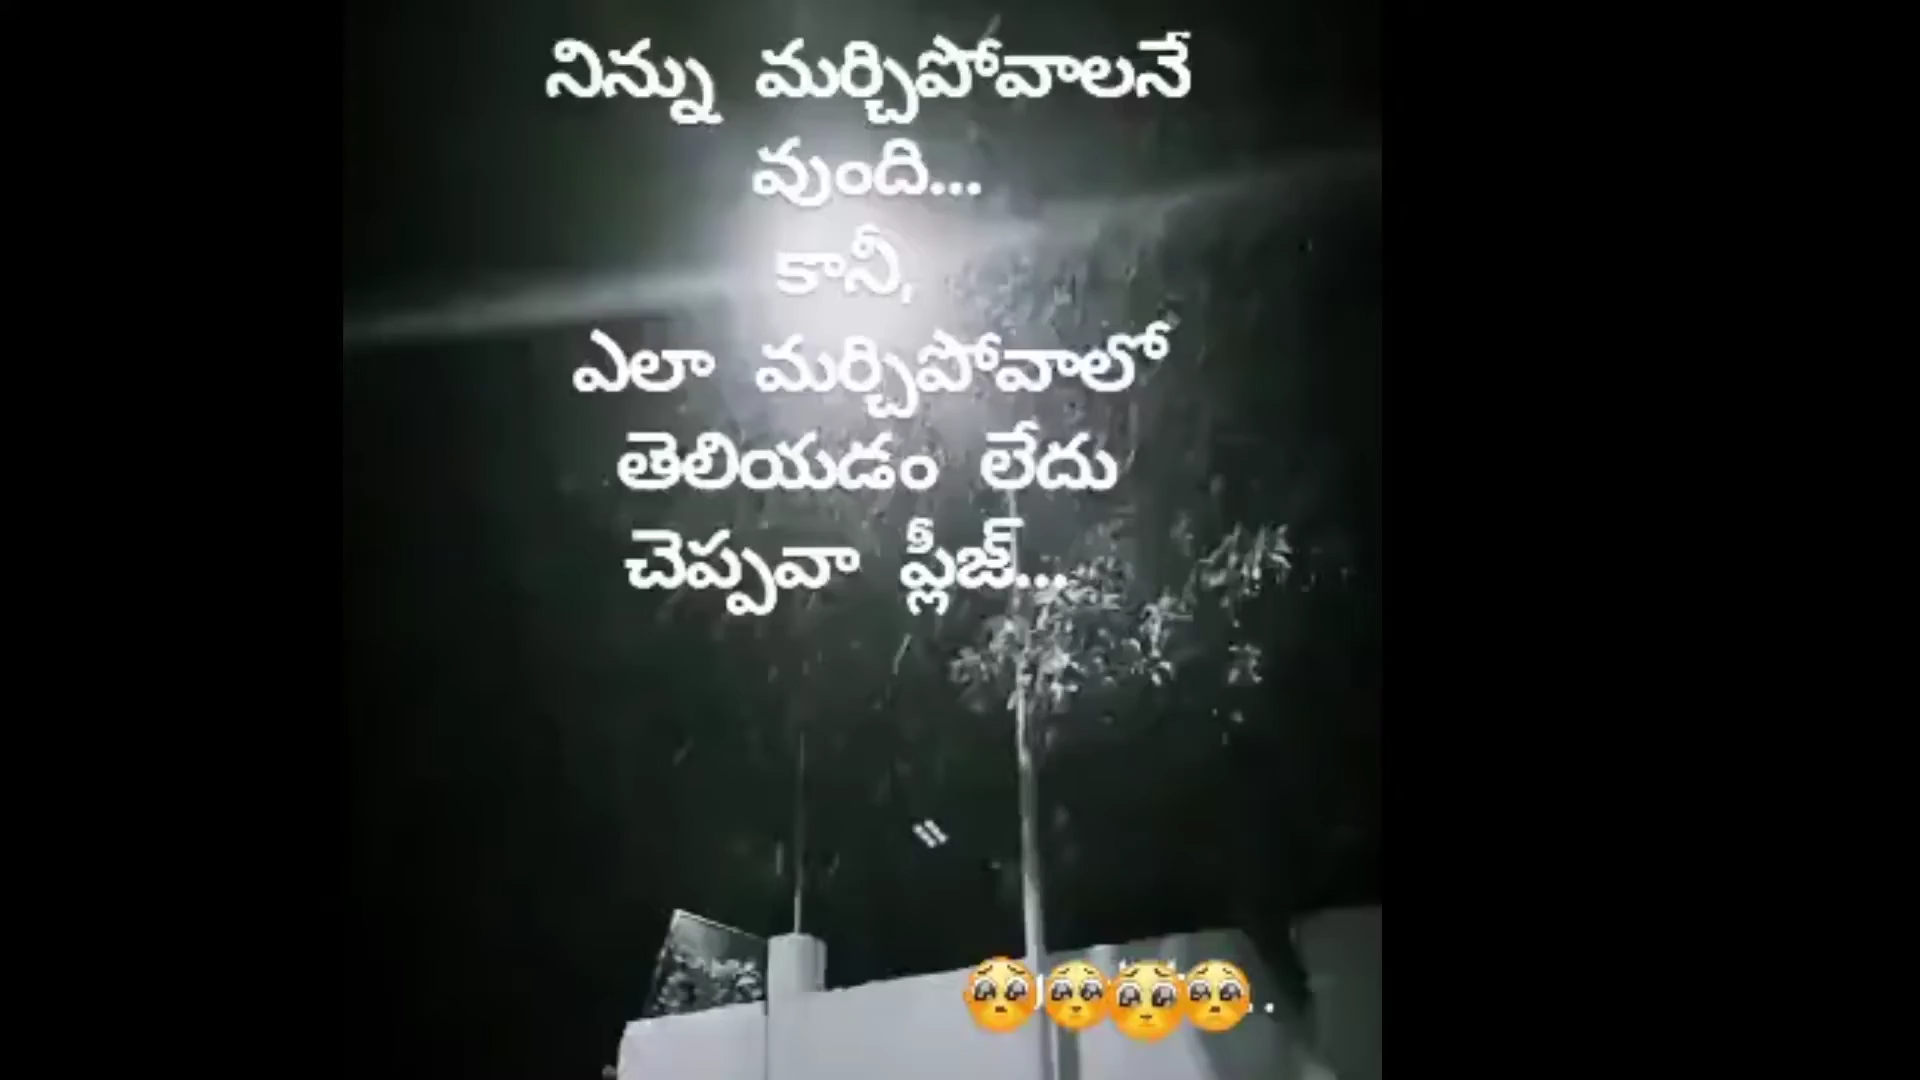 నిన్ను మర్చిపోవాలనే
వుంది...
కానీ,
ఎలా మర్చిపోవాలో
తెలియడం లేదు
చెప్పవా ప్లీజ్...